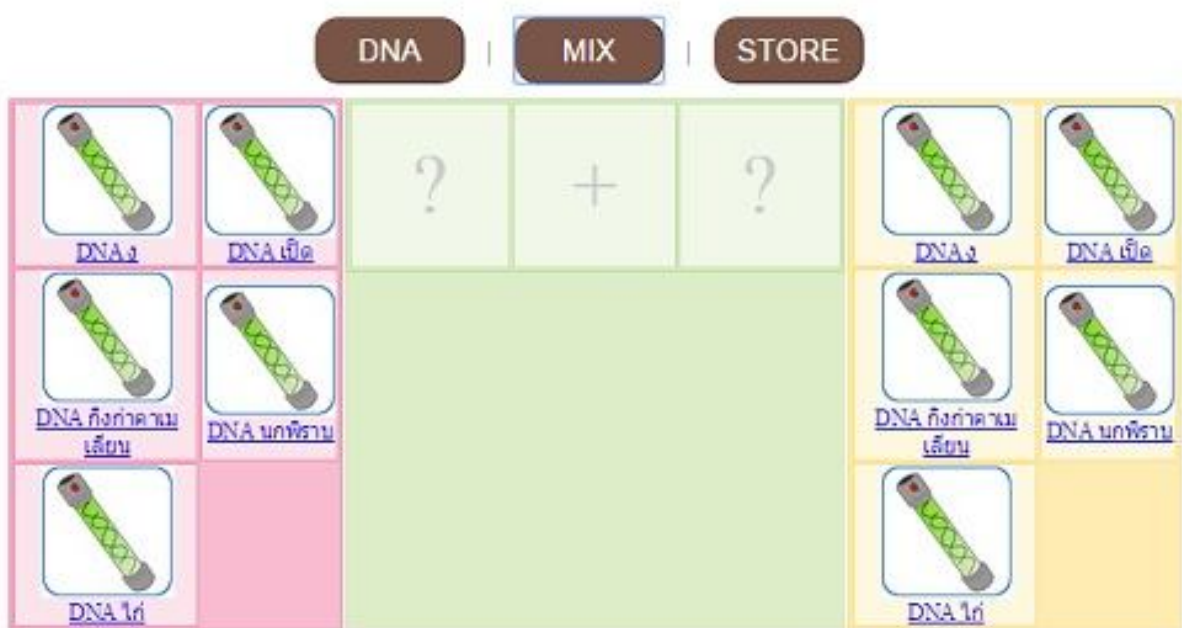 DNA | MIX | STORE
? + ?
DNA ง DNA เป็ด DNA ง DNA เป็ด
DNA กิ้งก่าคาเม DNA นกพิราบ DNA กิ้งก่าคาเม DNA นกพิราบ
เลียน เลียน
DNA ไก่ DNA ไก่